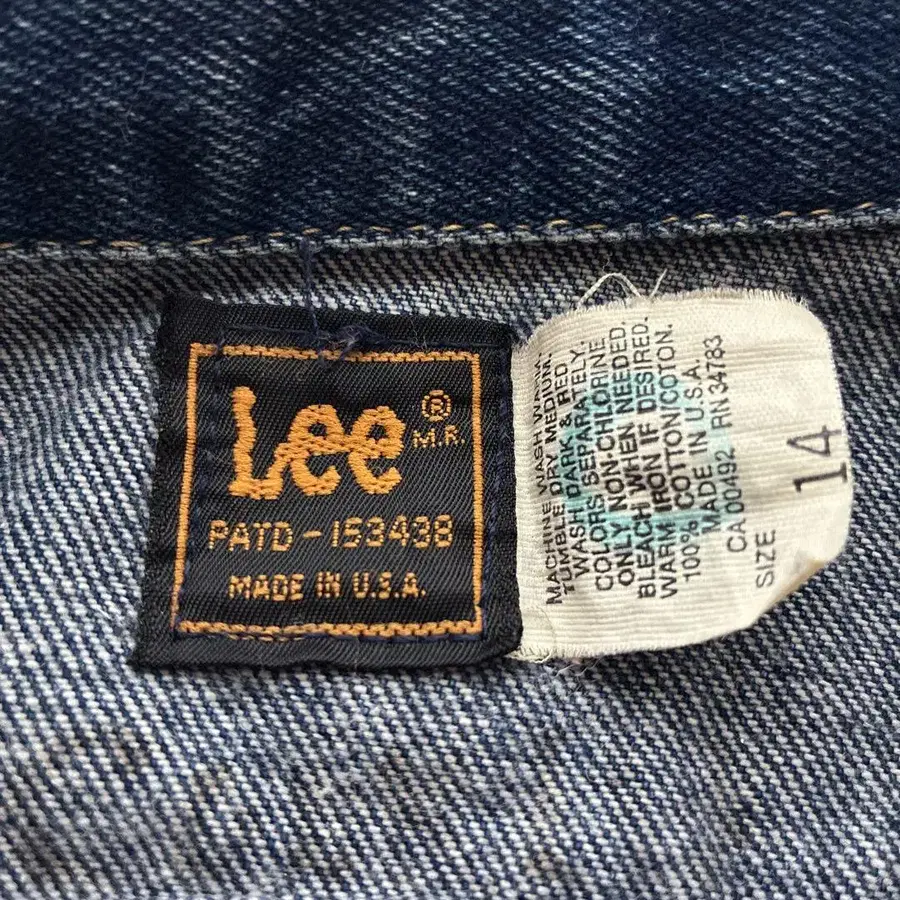 Lee ® M.R.
PATD-153438
MADE IN U.S.A.
MACHINE WASH WARM.
TUMBLE DRY MEDIUM.
WASH DARK & RED
COLORS SEPARATELY.
ONLY NON-CHLORINE
BLEACH WHEN NEEDED.
WARM IRON IF DESIRED.
100% COTTON/COTON.
MADE IN U.S.A.
CA 00492 RN 34783
SIZE 14